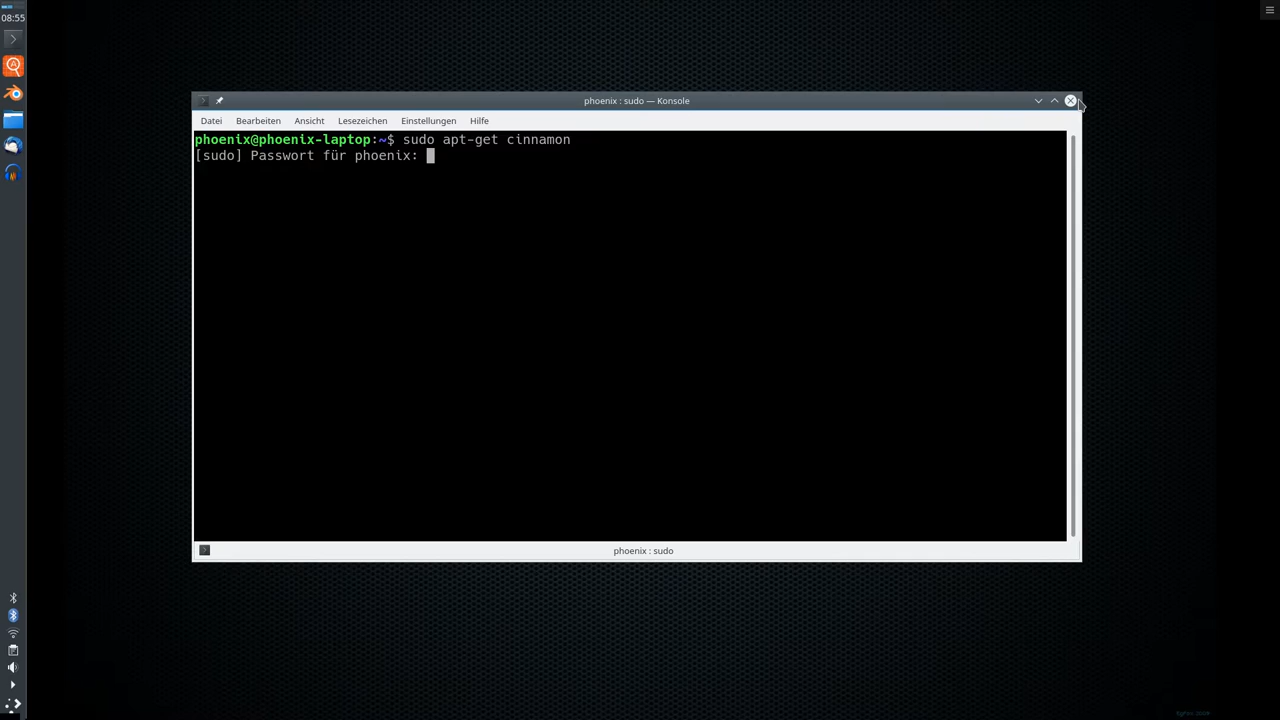 08:55
phoenix : sudo — Konsole
Datei Bearbeiten Ansicht Lesezeichen Einstellungen Hilfe
phoenix@phoenix-laptop:~$ sudo apt-get cinnamon
[sudo] Passwort für phoenix:
phoenix : sudo